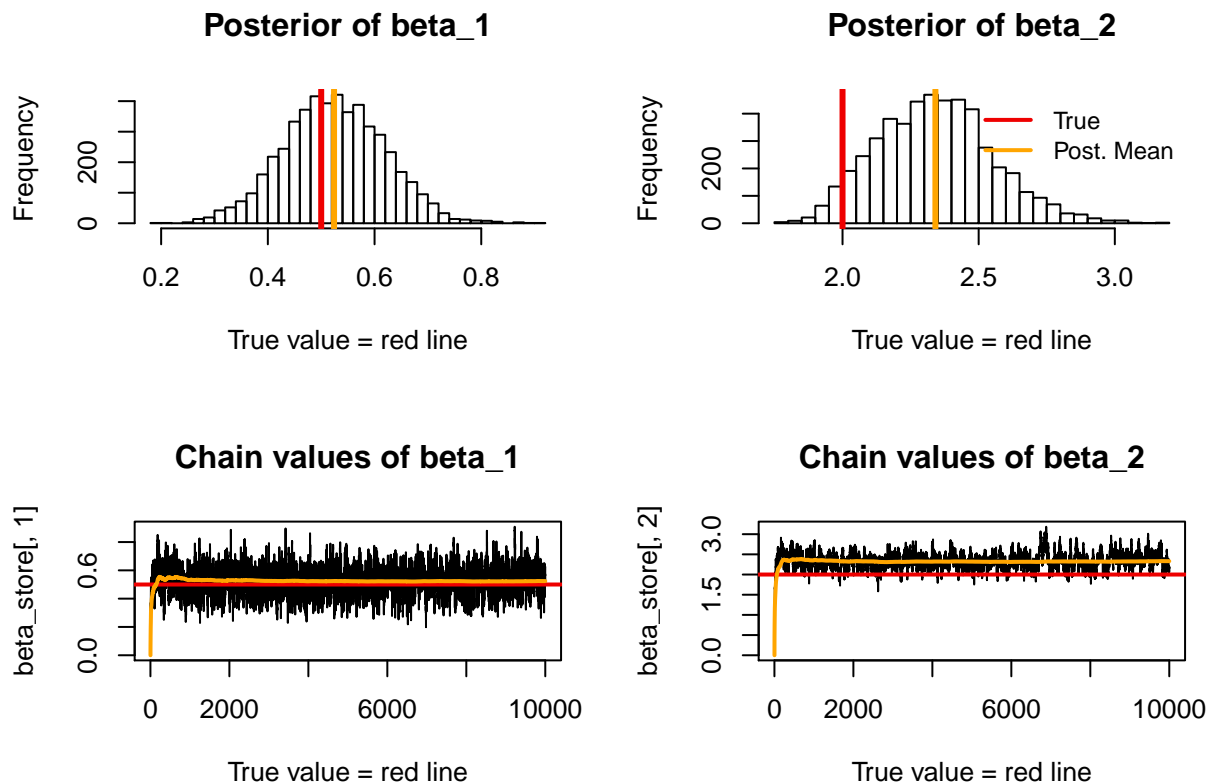 Posterior of beta_1
Frequency
0 200
0.2 0.4 0.6 0.8
True value = red line
Posterior of beta_2
Frequency
0 200
True
Post. Mean
2.0 2.5 3.0
True value = red line
Chain values of beta_1
beta_store[, 1]
0.0 0.6
0 2000 6000 10000
True value = red line
Chain values of beta_2
beta_store[, 2]
0.0 1.5 3.0
0 2000 6000 10000
True value = red line